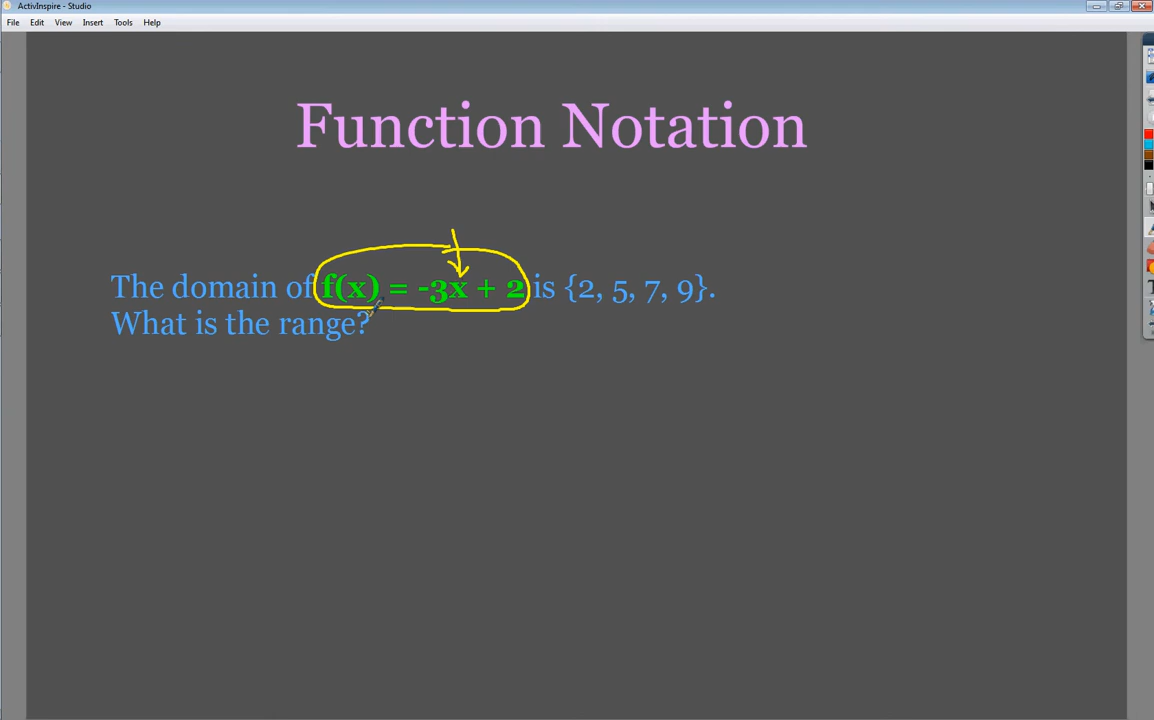 ActivInspire - Studio
File Edit View Insert Tools Help
Function Notation
The domain of f(x) = -3x + 2 is {2, 5, 7, 9}.
What is the range?